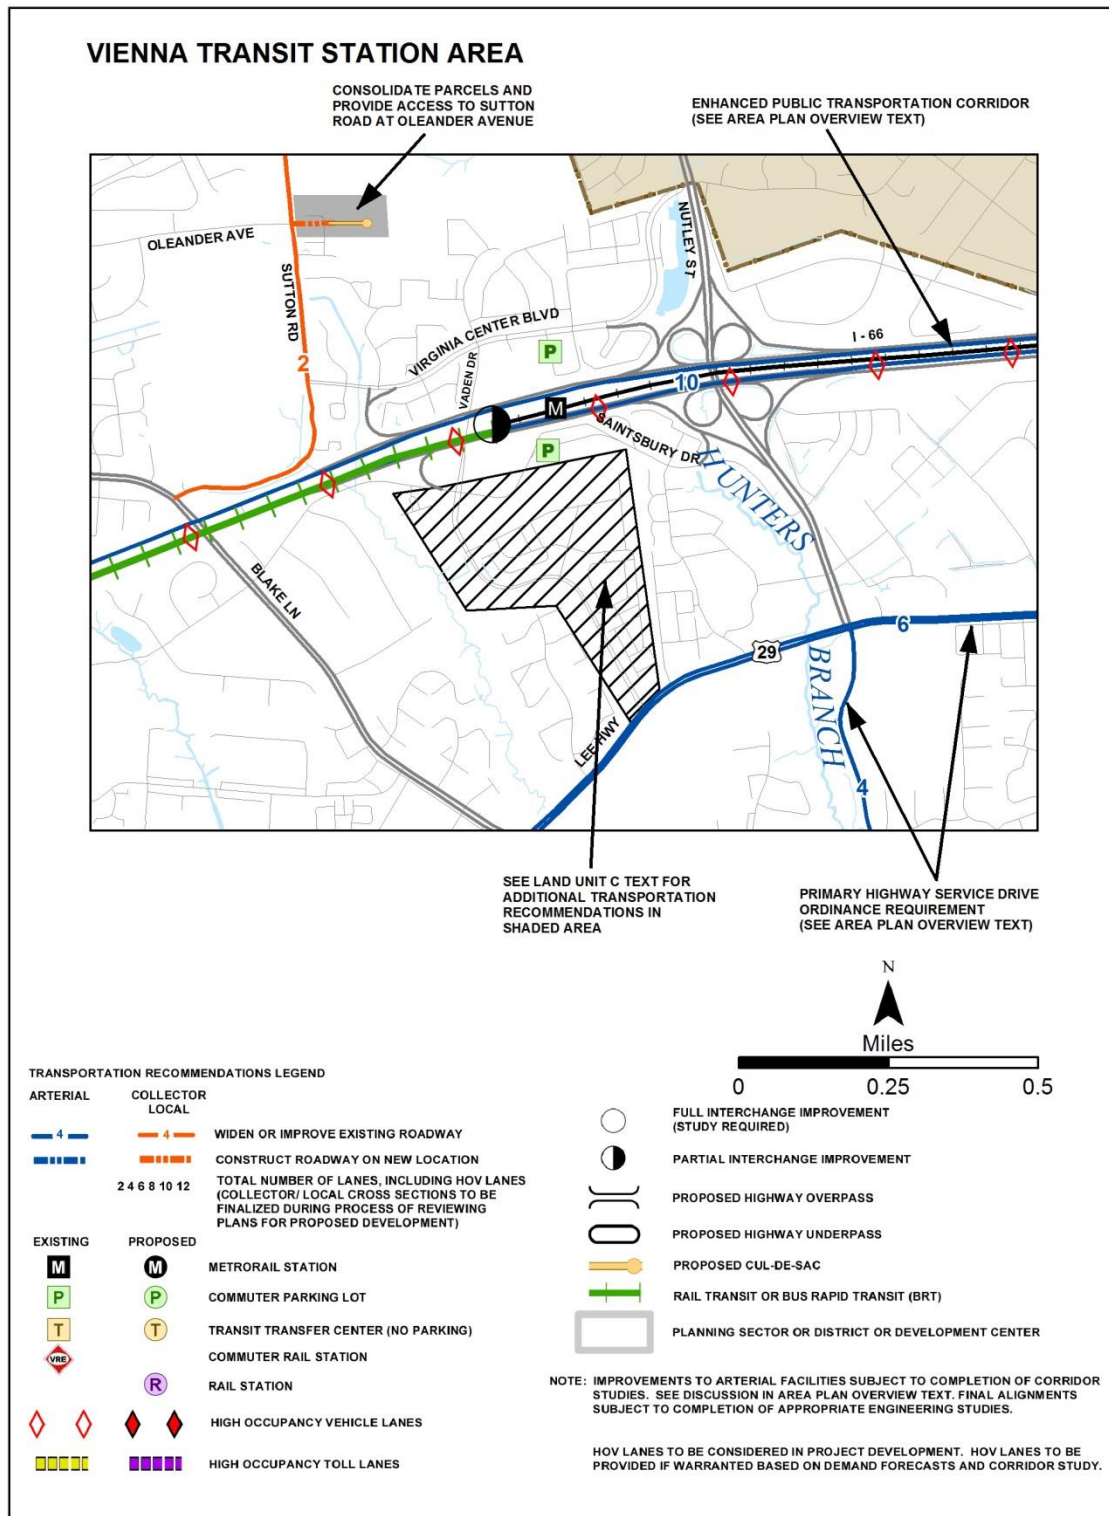 VIENNA TRANSIT STATION AREA
CONSOLIDATE PARCELS AND
PROVIDE ACCESS TO SUTTON
ROAD AT OLEANDER AVENUE
ENHANCED PUBLIC TRANSPORTATION CORRIDOR
(SEE AREA PLAN OVERVIEW TEXT)
OLEANDER AVE
SUTTON RD
2
NUTLEY ST
VIRGINIA CENTER BLVD
VADEN DR
P
I - 66
10
M
P
SAINTSBURY DR
HUNTERS
BRANCH
BLAKE LN
6
29
LEE HWY
4
SEE LAND UNIT C TEXT FOR
ADDITIONAL TRANSPORTATION
RECOMMENDATIONS IN
SHADED AREA
PRIMARY HIGHWAY SERVICE DRIVE
ORDINANCE REQUIREMENT
(SEE AREA PLAN OVERVIEW TEXT)
N
Miles
0 0.25 0.5
TRANSPORTATION RECOMMENDATIONS LEGEND
ARTERIAL COLLECTOR
LOCAL
4 4 WIDEN OR IMPROVE EXISTING ROADWAY
CONSTRUCT ROADWAY ON NEW LOCATION
2 4 6 8 10 12 TOTAL NUMBER OF LANES, INCLUDING HOV LANES
(COLLECTOR/ LOCAL CROSS SECTIONS TO BE
FINALIZED DURING PROCESS OF REVIEWING
PLANS FOR PROPOSED DEVELOPMENT)
EXISTING PROPOSED
M M METRORAIL STATION
P P COMMUTER PARKING LOT
T T TRANSIT TRANSFER CENTER (NO PARKING)
VRE COMMUTER RAIL STATION
R RAIL STATION
HIGH OCCUPANCY VEHICLE LANES
HIGH OCCUPANCY TOLL LANES
FULL INTERCHANGE IMPROVEMENT
(STUDY REQUIRED)
PARTIAL INTERCHANGE IMPROVEMENT
PROPOSED HIGHWAY OVERPASS
PROPOSED HIGHWAY UNDERPASS
PROPOSED CUL-DE-SAC
RAIL TRANSIT OR BUS RAPID TRANSIT (BRT)
PLANNING SECTOR OR DISTRICT OR DEVELOPMENT CENTER
NOTE: IMPROVEMENTS TO ARTERIAL FACILITIES SUBJECT TO COMPLETION OF CORRIDOR
STUDIES. SEE DISCUSSION IN AREA PLAN OVERVIEW TEXT. FINAL ALIGNMENTS
SUBJECT TO COMPLETION OF APPROPRIATE ENGINEERING STUDIES.
HOV LANES TO BE CONSIDERED IN PROJECT DEVELOPMENT. HOV LANES TO BE
PROVIDED IF WARRANTED BASED ON DEMAND FORECASTS AND CORRIDOR STUDY.